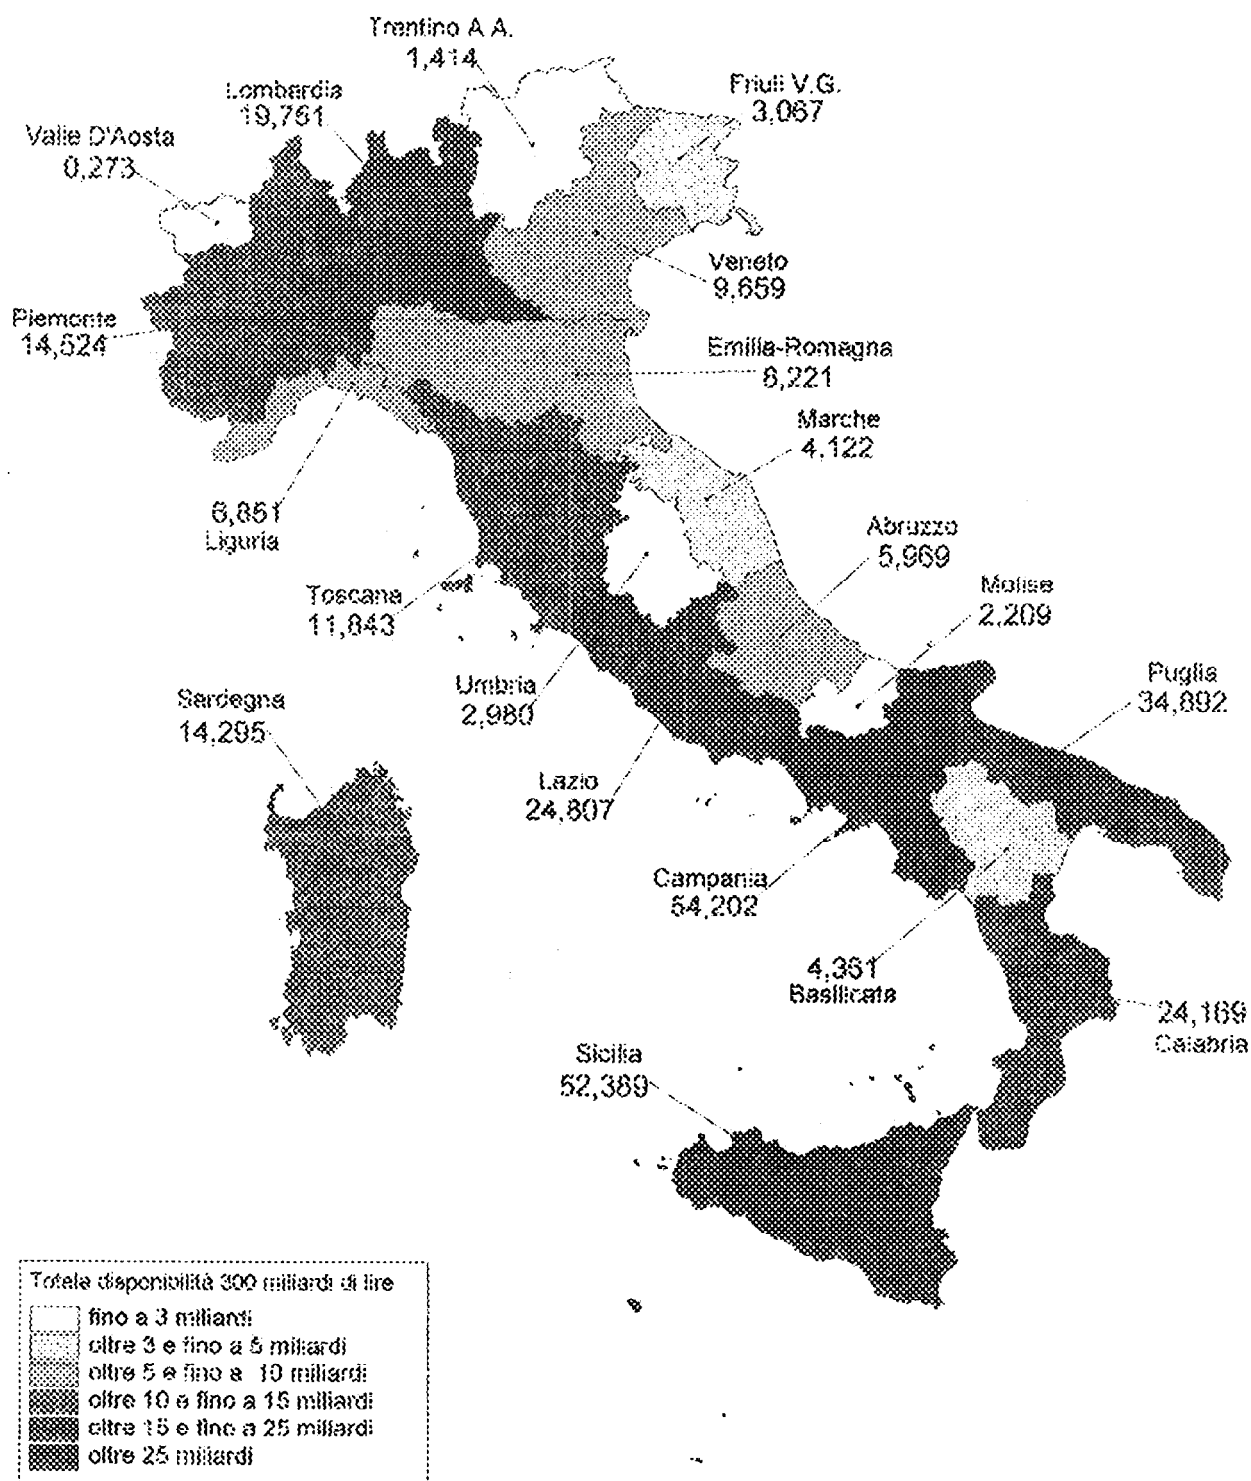 Trentino A A.
1,414
Lombardia
19,761
Friuli V.G.
3,067
Valle D'Aosta
0,273
Veneto
9,659
Piemonte
14,524
Emilia-Romagna
8,221
Marche
4,122
6,851
Liguria
Abruzzo
5,969
Molise
2,209
Toscana
11,843
Umbria
2,980
Puglia
34,892
Sardegna
14,295
Lazio
24,807
Campania
54,202
4,361
Basilicata
24,169
Calabria
Sicilia
52,389
Totale disponibilità 300 miliardi di lire
fino a 3 miliardi
oltre 3 e fino a 5 miliardi
oltre 5 e fino a 10 miliardi
oltre 10 e fino a 15 miliardi
oltre 15 e fino a 25 miliardi
oltre 25 miliardi